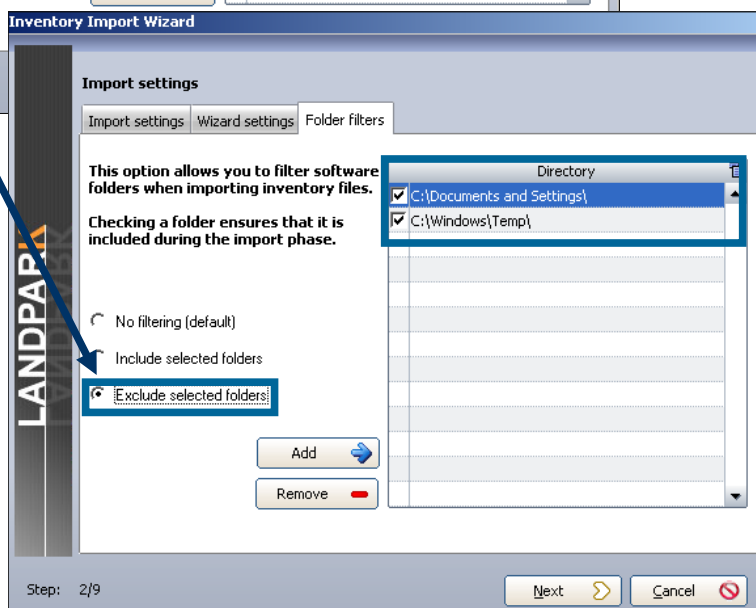 Inventory Import Wizard
Import settings
Import settings
Wizard settings
Folder filters
This option allows you to filter software
folders when importing inventory files.
Checking a folder ensures that it is
included during the import phase.
Directory
C:\Documents and Settings\
C:\Windows\Temp\
No filtering (default)
Include selected folders
Exclude selected folders
Add
Remove
LANDPARK
Step: 2/9
Next
Cancel